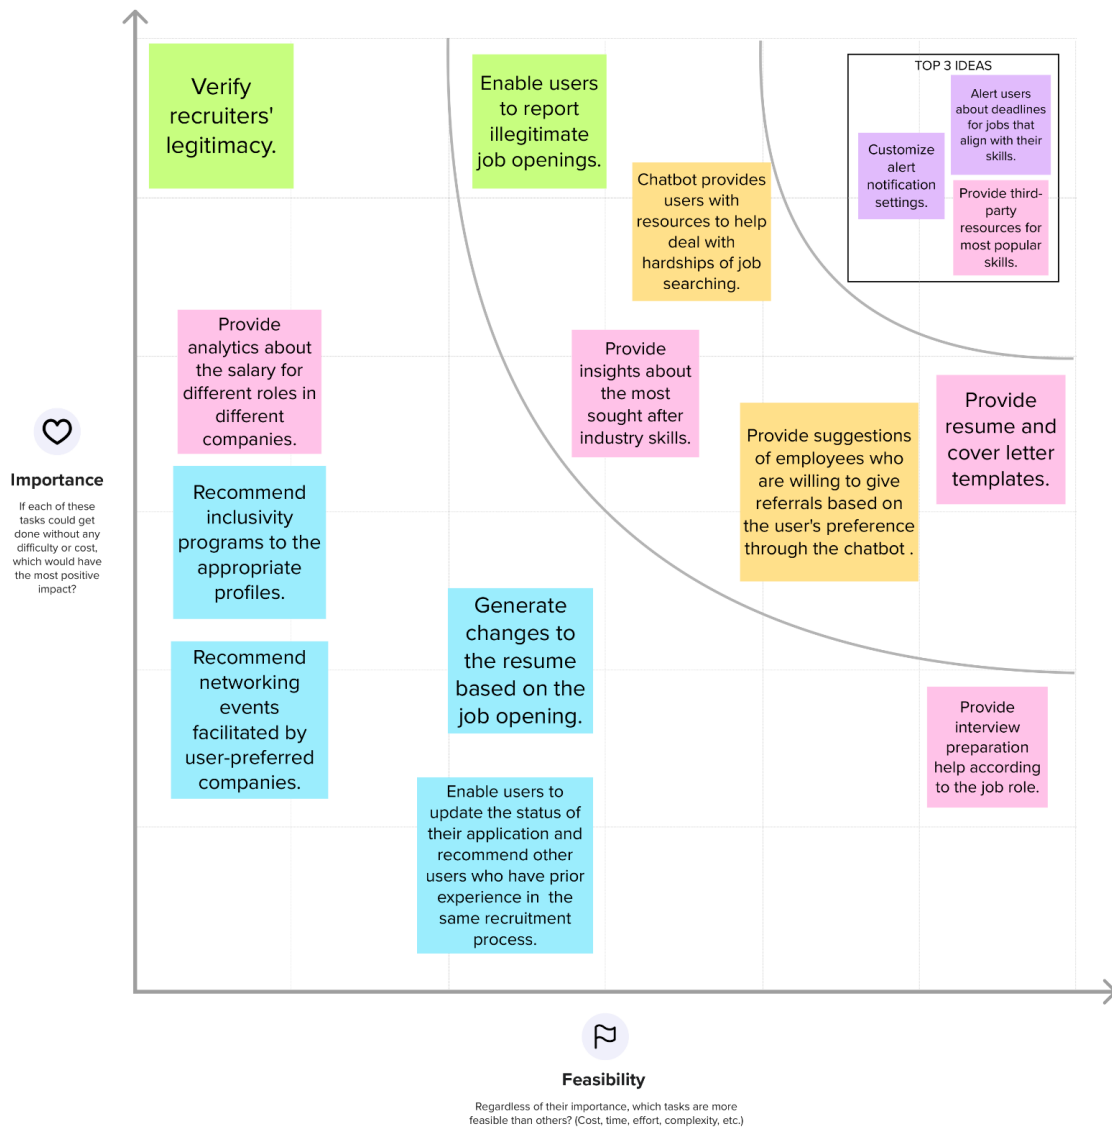 Verify
recruiters'
legitimacy.
Enable users
to report
illegitimate
job openings.
TOP 3 IDEAS
Alert users
about deadlines
for jobs that
align with their
skills.
Customize
alert
notification
settings.
Provide third-
party
resources for
most popular
skills.
Chatbot provides
users with
resources to help
deal with
hardships of job
searching.
Provide
analytics about
the salary for
different roles in
different
companies.
Provide
insights about
the most
sought after
industry skills.
Provide
resume and
cover letter
templates.
Provide suggestions
of employees who
are willing to give
referrals based on
the user's preference
through the chatbot .
Importance
If each of these
tasks could get
done without any
difficulty or cost,
which would have
the most positive
impact?
Recommend
inclusivity
programs to the
appropriate
profiles.
Generate
changes to
the resume
based on the
job opening.
Recommend
networking
events
facilitated by
user-preferred
companies.
Provide
interview
preparation
help according
to the job role.
Enable users to
update the status of
their application and
recommend other
users who have prior
experience in  the
same recruitment
process.
Feasibility
Regardless of their importance, which tasks are more
feasible than others? (Cost, time, effort, complexity, etc.)